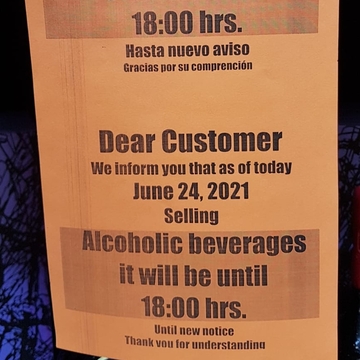 18:00 hrs.
Hasta nuevo aviso
Gracias por su comprención
Dear Customer
We inform you that as of today
June 24, 2021
Selling
Alcoholic beverages
it will be until
18:00 hrs.
Until new notice
Thank you for understanding